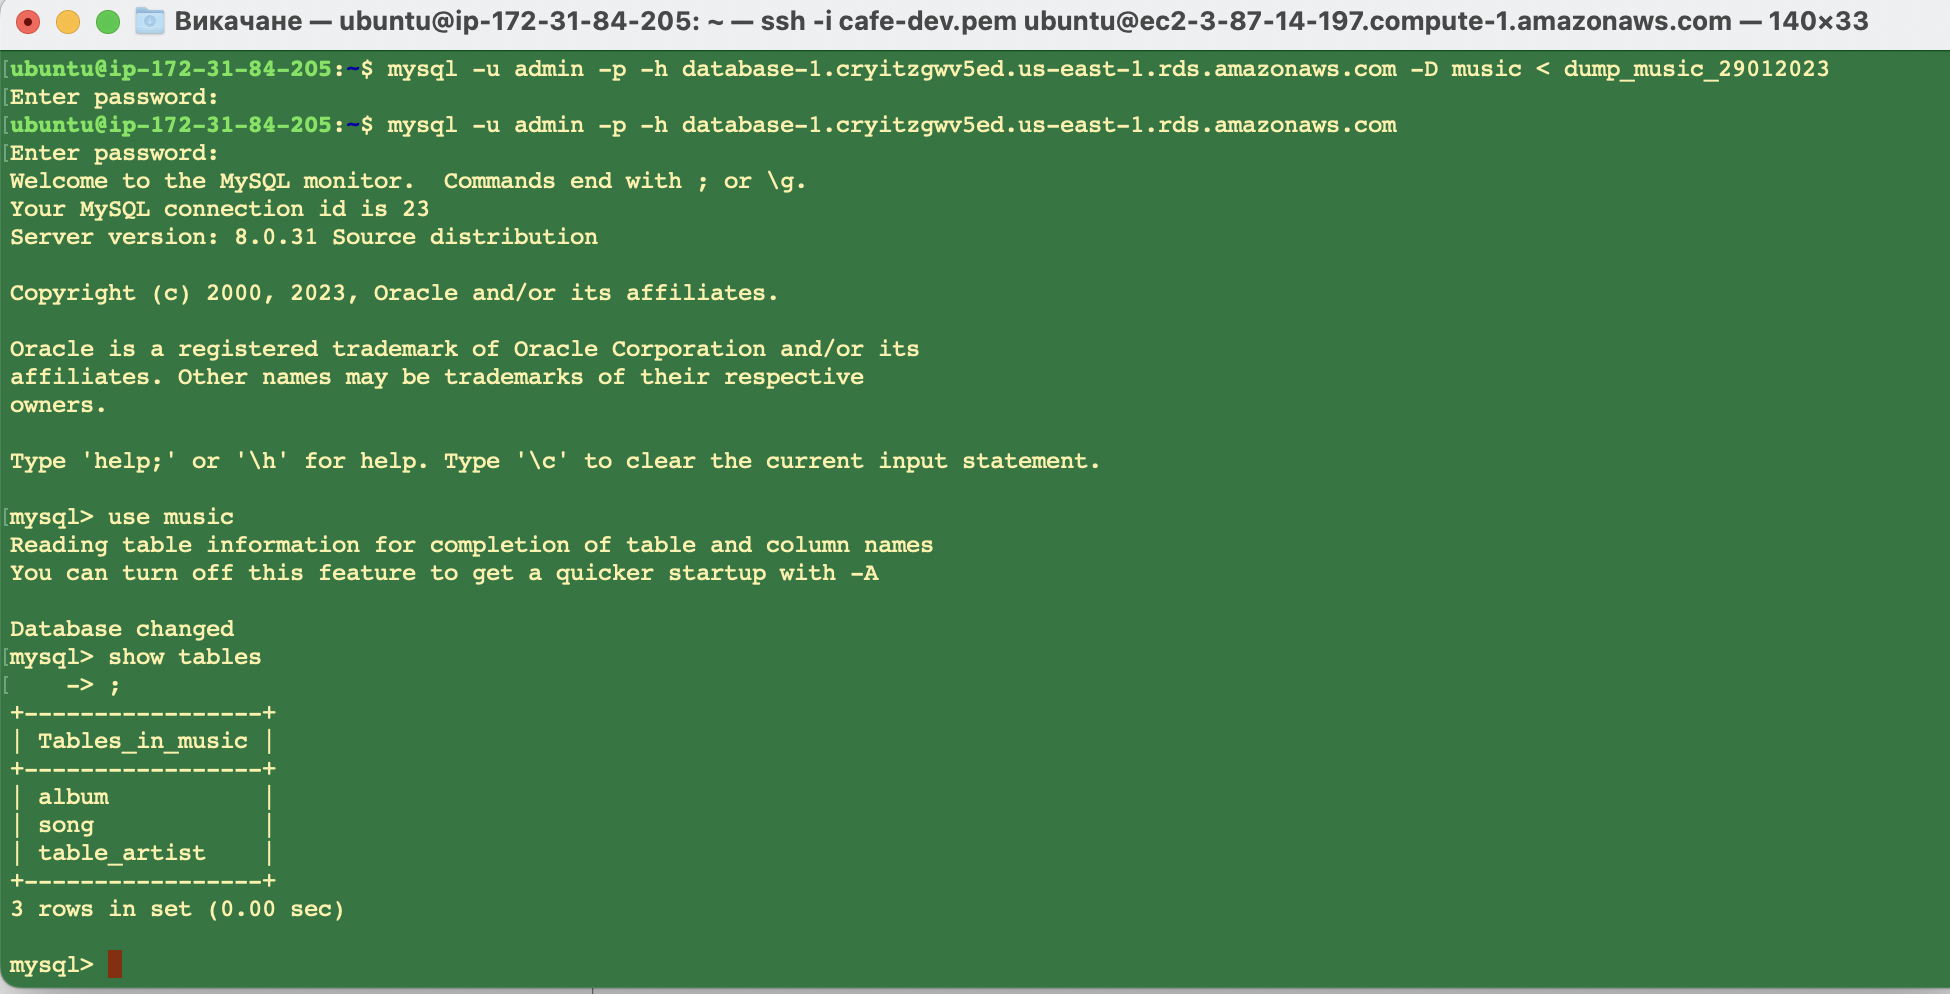 Викачане — ubuntu@ip-172-31-84-205: ~ — ssh -i cafe-dev.pem ubuntu@ec2-3-87-14-197.compute-1.amazonaws.com — 140×33
[ubuntu@ip-172-31-84-205:~$ mysql -u admin -p -h database-1.cryitzgwv5ed.us-east-1.rds.amazonaws.com -D music < dump_music_29012023
[Enter password:
[ubuntu@ip-172-31-84-205:~$ mysql -u admin -p -h database-1.cryitzgwv5ed.us-east-1.rds.amazonaws.com
[Enter password:
Welcome to the MySQL monitor.  Commands end with ; or \g.
Your MySQL connection id is 23
Server version: 8.0.31 Source distribution

Copyright (c) 2000, 2023, Oracle and/or its affiliates.

Oracle is a registered trademark of Oracle Corporation and/or its
affiliates. Other names may be trademarks of their respective
owners.

Type 'help;' or '\h' for help. Type '\c' to clear the current input statement.

[mysql> use music
Reading table information for completion of table and column names
You can turn off this feature to get a quicker startup with -A

Database changed
[mysql> show tables
[    -> ;
+-----------------+
| Tables_in_music |
+-----------------+
| album           |
| song            |
| table_artist    |
+-----------------+
3 rows in set (0.00 sec)

mysql>